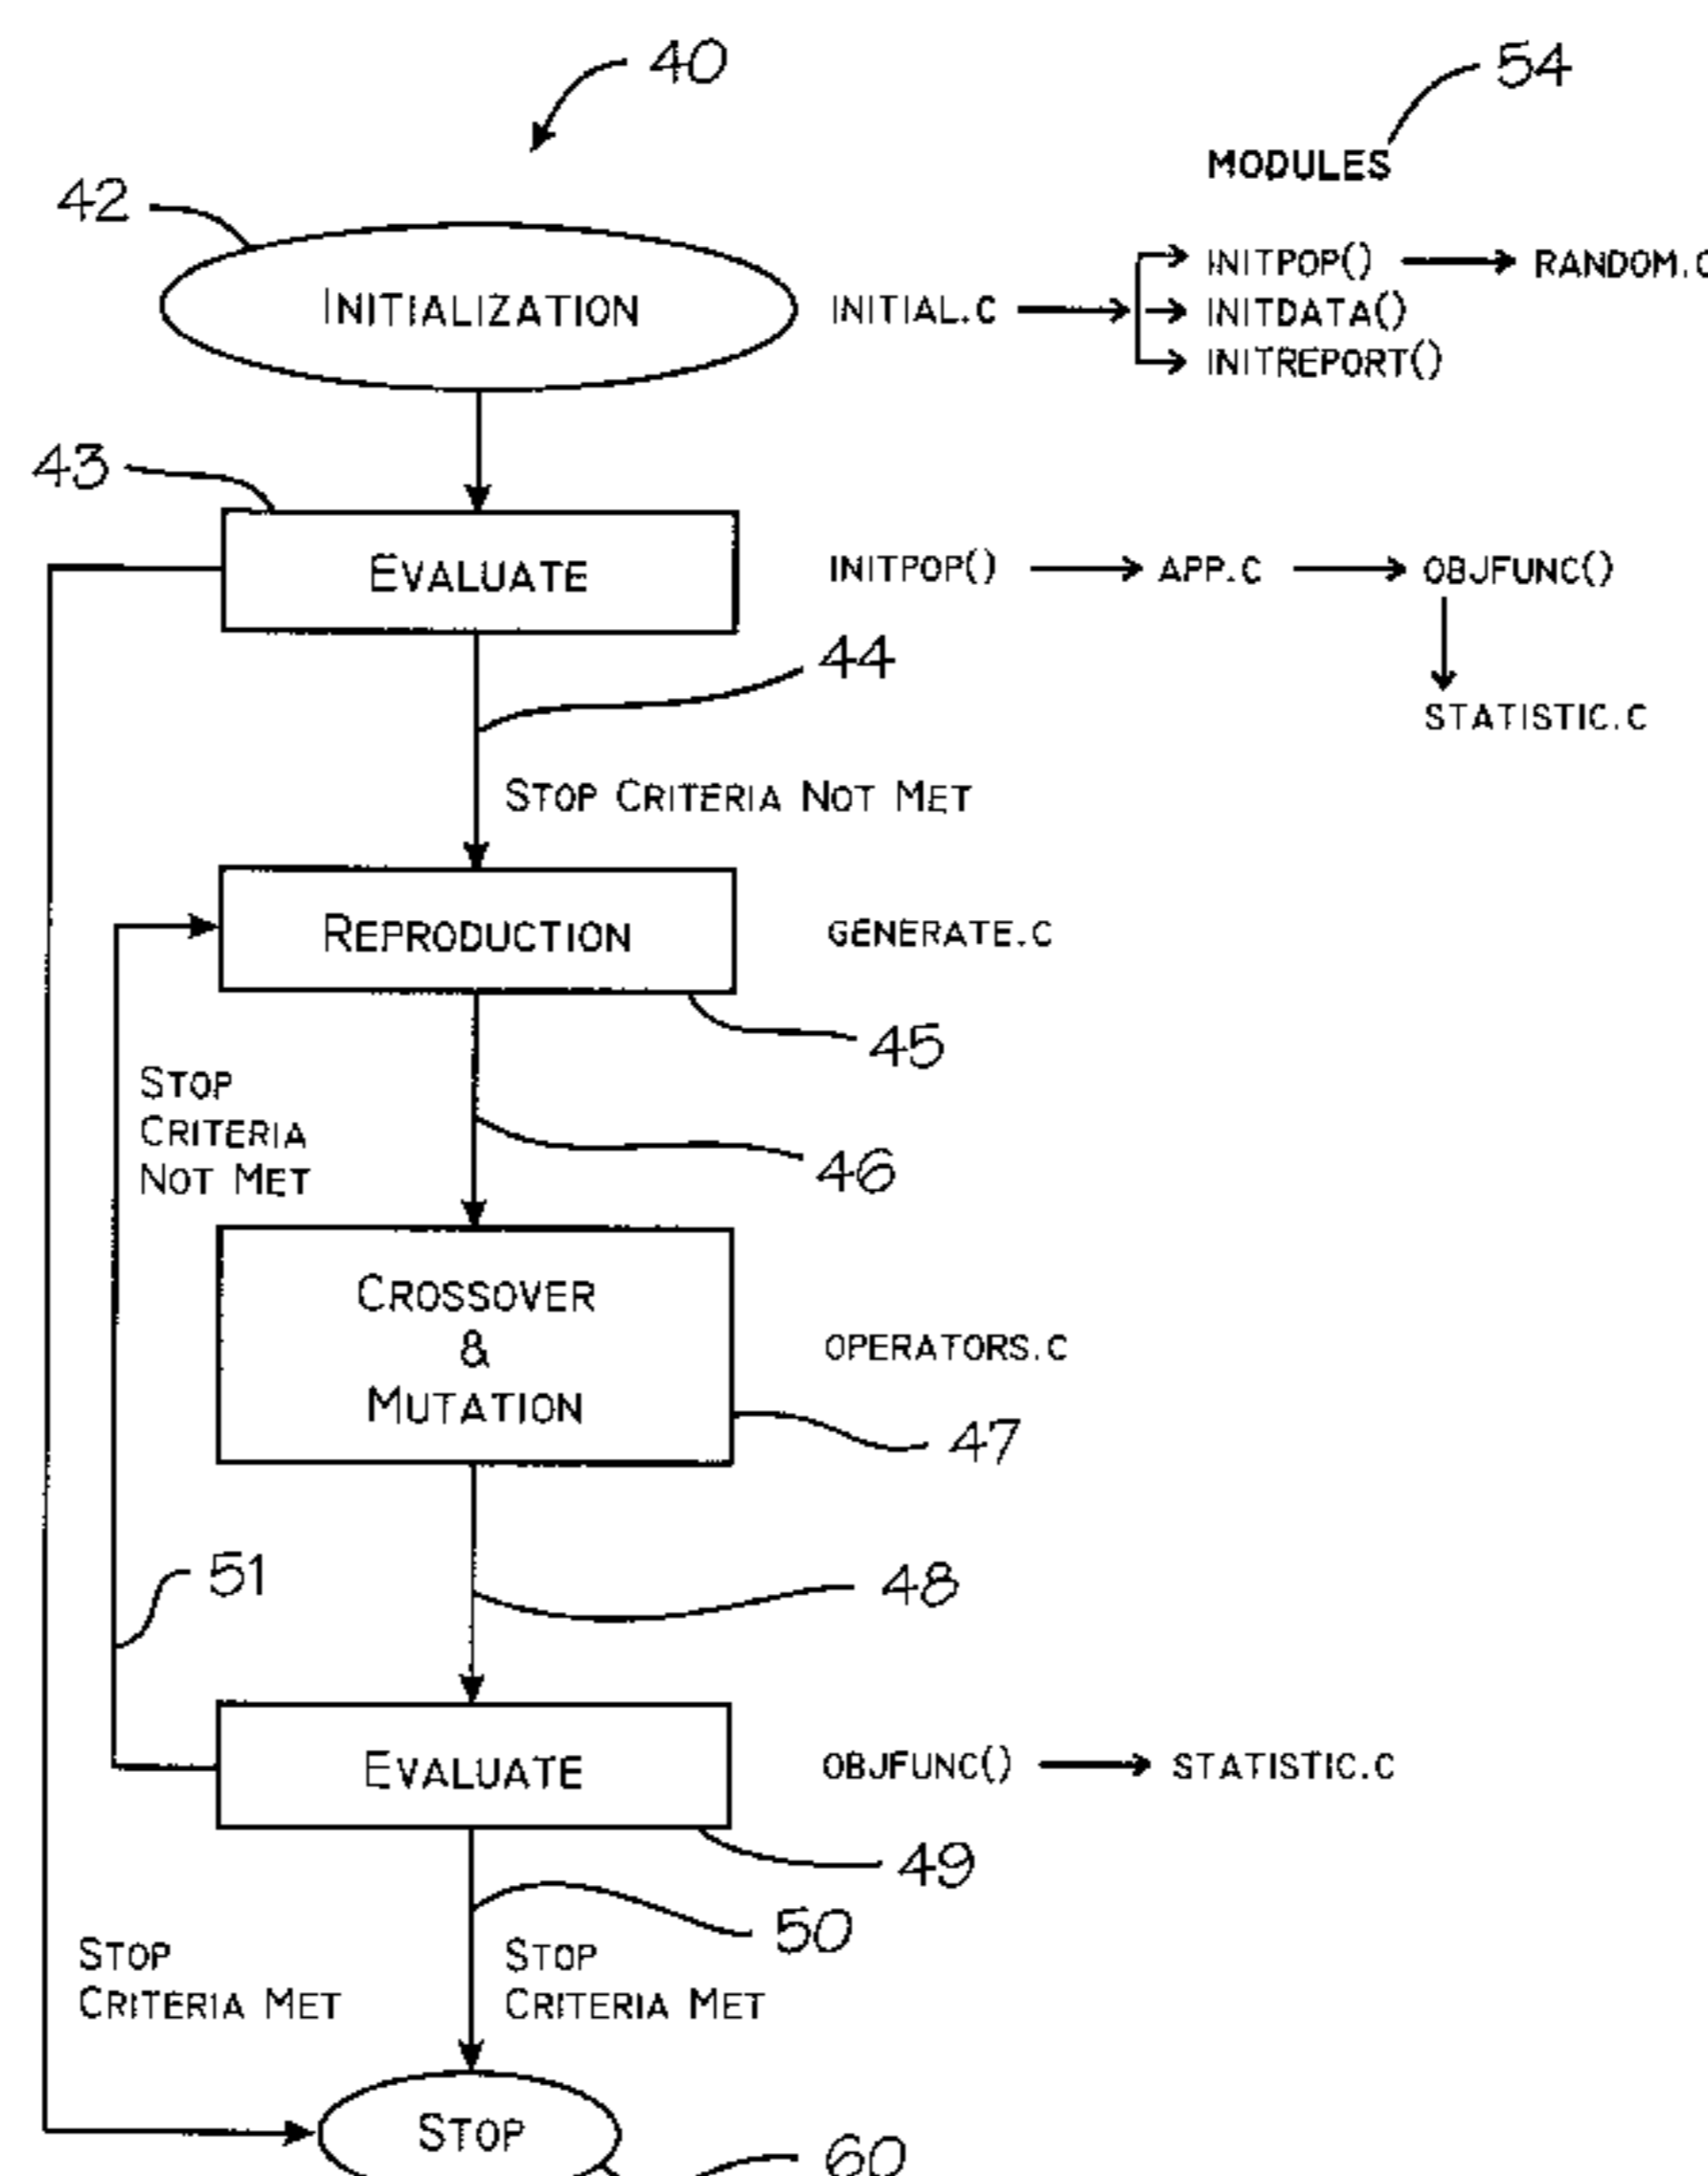 40
54
MODULES
42
INITIALIZATION
INITIAL.C
INITPOP()
RANDOM.C
INITDATA()
INITREPORT()
43
EVALUATE
INITPOP()
APP.C
OBJFUNC()
STATISTIC.C
44
STOP CRITERIA NOT MET
REPRODUCTION
GENERATE.C
45
STOP
CRITERIA
NOT MET
46
CROSSOVER
&
MUTATION
OPERATORS.C
47
51
48
EVALUATE
OBJFUNC()
STATISTIC.C
49
50
STOP
CRITERIA MET
STOP
CRITERIA MET
STOP
60